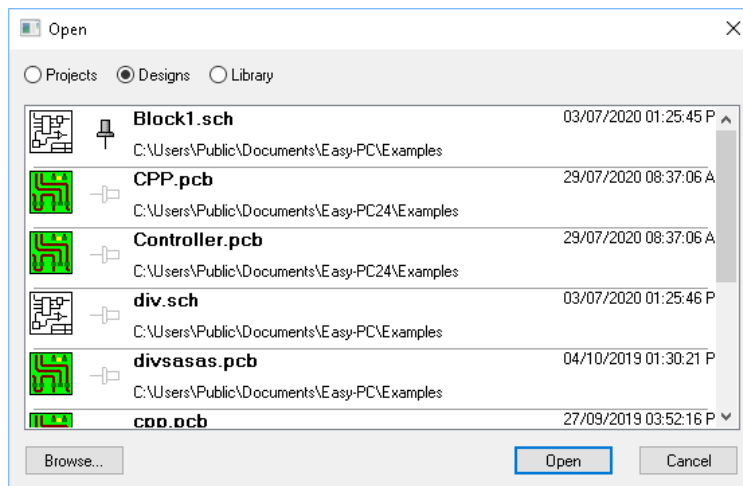 Open
Projects Designs Library
Block1.sch 03/07/2020 01:25:45 P
C:\Users\Public\Documents\Easy-PC\Examples
CPP.pcb 29/07/2020 08:37:06 A
C:\Users\Public\Documents\Easy-PC24\Examples
Controller.pcb 29/07/2020 08:37:06 A
C:\Users\Public\Documents\Easy-PC24\Examples
div.sch 03/07/2020 01:25:46 P
C:\Users\Public\Documents\Easy-PC\Examples
divsasas.pcb 04/10/2019 01:30:21 P
C:\Users\Public\Documents\Easy-PC\Examples
cpp.pcb 27/09/2019 03:52:16 P
Browse... Open Cancel